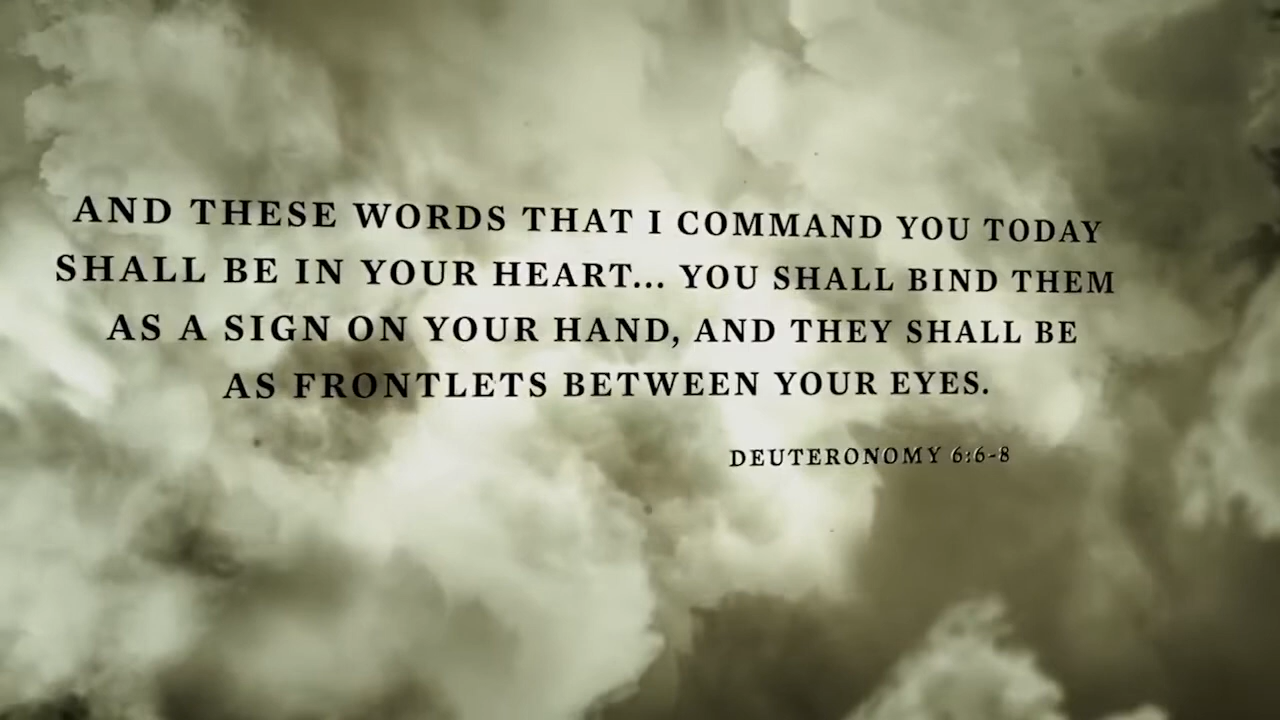 AND THESE WORDS THAT I COMMAND YOU TODAY
SHALL BE IN YOUR HEART... YOU SHALL BIND THEM
AS A SIGN ON YOUR HAND, AND THEY SHALL BE
AS FRONTLETS BETWEEN YOUR EYES.
DEUTERONOMY 6:6-8